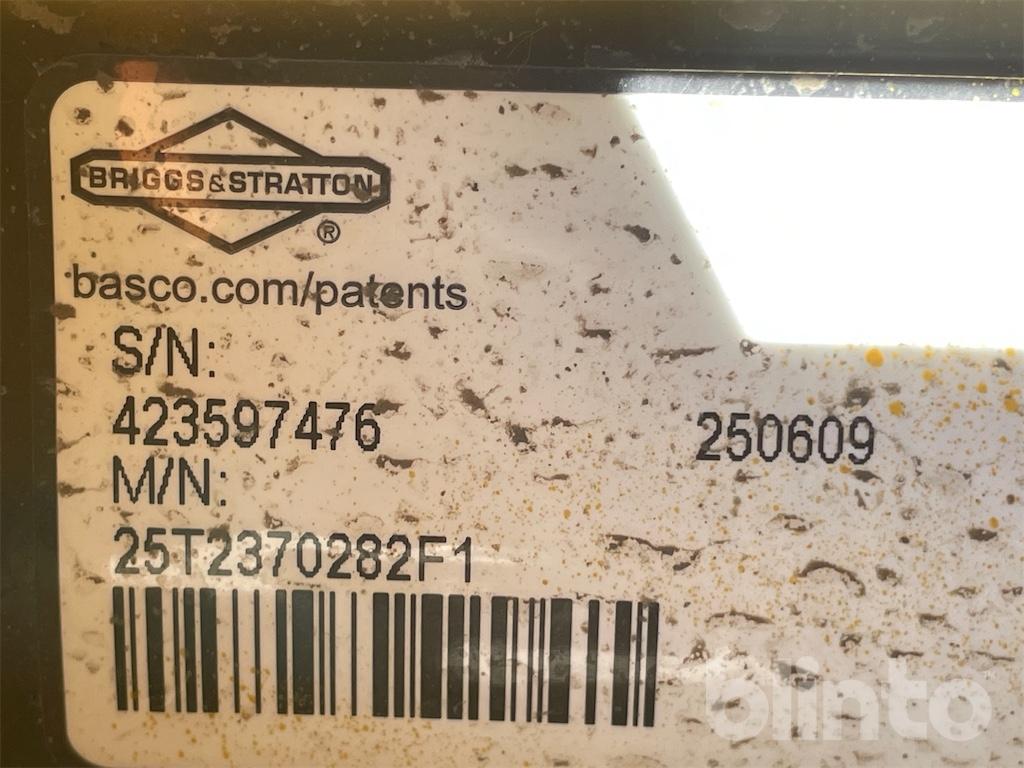 BRIGGS&STRATTON
®
basco.com/patents
S/N:
423597476 250609
M/N:
25T2370282F1
blinto